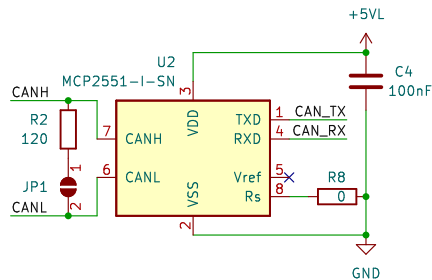 +5VL
U2
MCP2551-I-SN
C4
100nF
CANH
R2
120
JP1
1
2
CANL
7
6
3
VDD
CANH
CANL
VSS
2
TXD
RXD
Vref
Rs
1
4
5
8
CAN_TX
CAN_RX
R8
0
GND